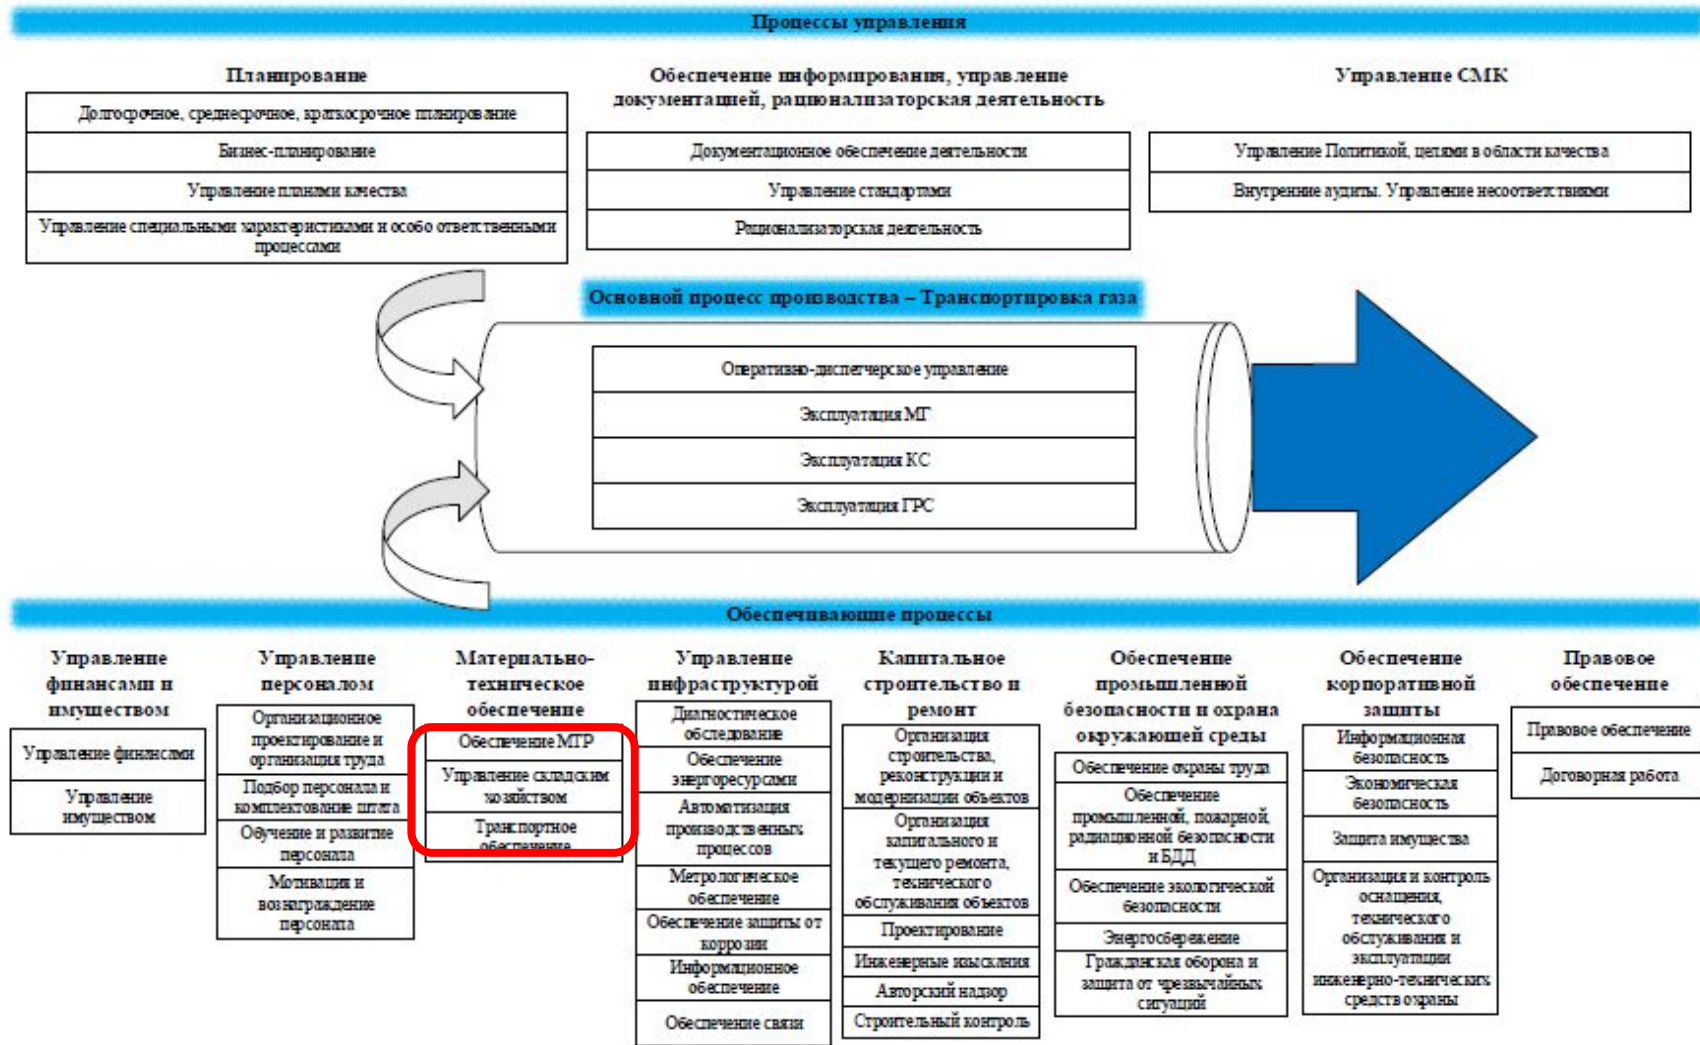 Процессы управления
Планирование
Долгосрочное, среднесрочное, краткосрочное планирование
Бизнес-планирование
Управление планами качества
Управление специальными характеристиками и особо ответственными
процессами
Обеспечение информирования, управление
документацией, рационализаторская деятельность
Документационное обеспечение деятельности
Управление стандартами
Рационализаторская деятельность
Управление СМК
Управление Политикой, целями в области качества
Внутренние аудиты. Управление несоответствиями
Основной процесс производства – Транспортировка газа
Оперативно-диспетчерское управление
Эксплуатация МГ
Эксплуатация КС
Эксплуатация ГРС
Обеспечивающие процессы
Управление
финансами и
имуществом
Управление финансами
Управление
имуществом
Управление
персоналом
Организационное
проектирование и
организация труда
Подбор персонала и
комплектование штата
Обучение и развитие
персонала
Мотивация и
вознаграждение
персонала
Материально-
техническое
обеспечение
Обеспечение МТР
Управление складским
хозяйством
Транспортное
обеспечение
Управление
инфраструктурой
Диагностическое
обследование
Обеспечение
энергоресурсами
Автоматизация
производственных
процессов
Метрологическое
обеспечение
Обеспечение защиты от
коррозии
Информационное
обеспечение
Обеспечение связи
Капитальное
строительство и
ремонт
Организация
строительства,
реконструкции и
модернизации объектов
Организация
капитального и
текущего ремонта,
технического
обслуживания объектов
Проектирование
Инженерные изыскания
Авторский надзор
Строительный контроль
Обеспечение
промышленной
безопасности и охрана
окружающей среды
Обеспечение охраны труда
Обеспечение
промышленной, пожарной,
радиационной безопасности
и БДД
Обеспечение экологической
безопасности
Энергосбережение
Гражданская оборона и
защита от чрезвычайных
ситуаций
Обеспечение
корпоративной
защиты
Информационная
безопасность
Экономическая
безопасность
Защита имущества
Организация и контроль
оснащения,
технического
обслуживания и
эксплуатации
инженерно-технических
средств охраны
Правовое
обеспечение
Правовое обеспечение
Договорная работа